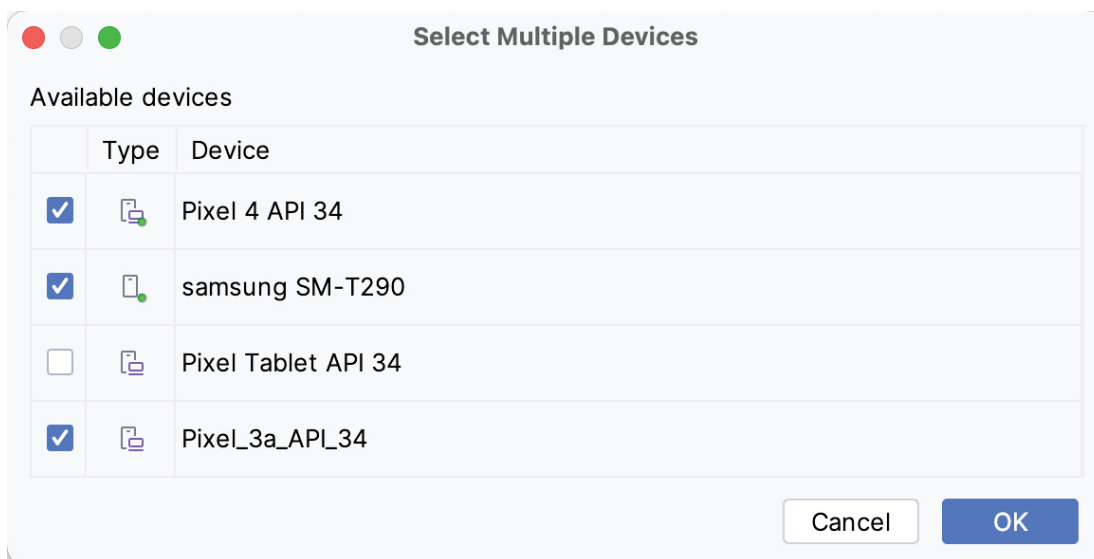 Select Multiple Devices
Available devices
Type Device
Pixel 4 API 34
samsung SM-T290
Pixel Tablet API 34
Pixel_3a_API_34
Cancel OK